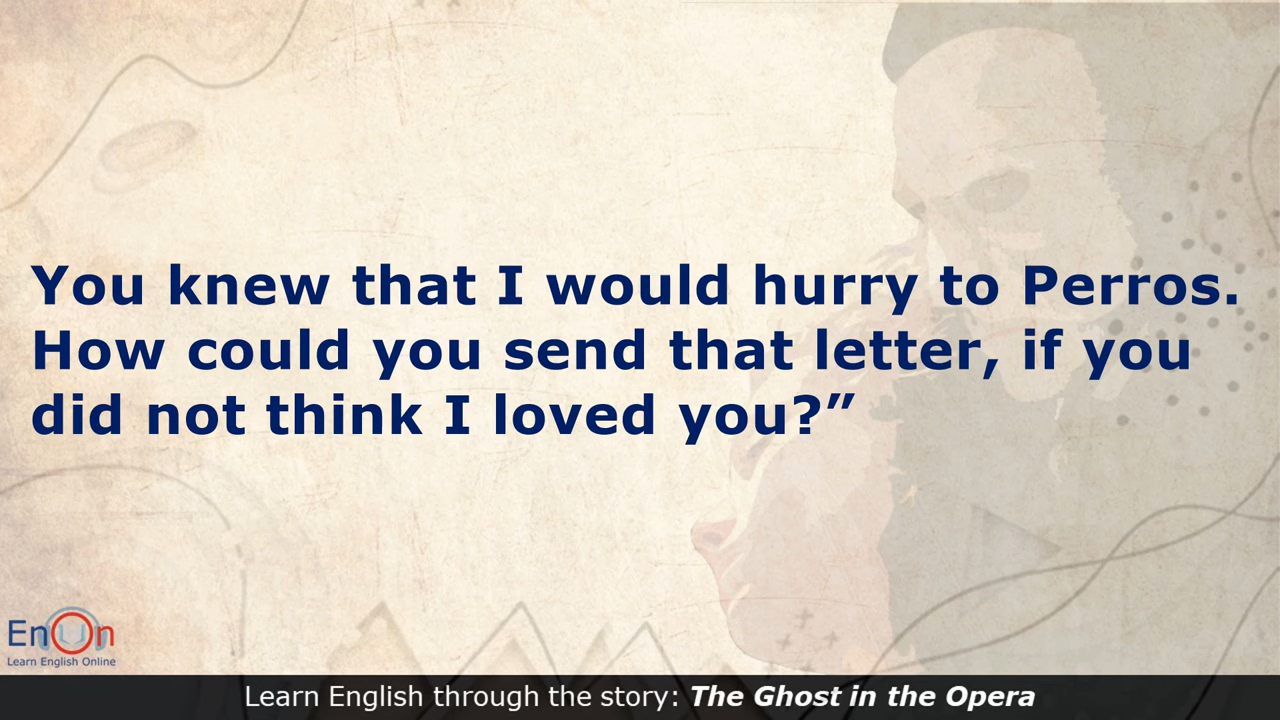 You knew that I would hurry to Perros.
How could you send that letter, if you
did not think I loved you?”
EnOn
Learn English Online
Learn English through the story: The Ghost in the Opera